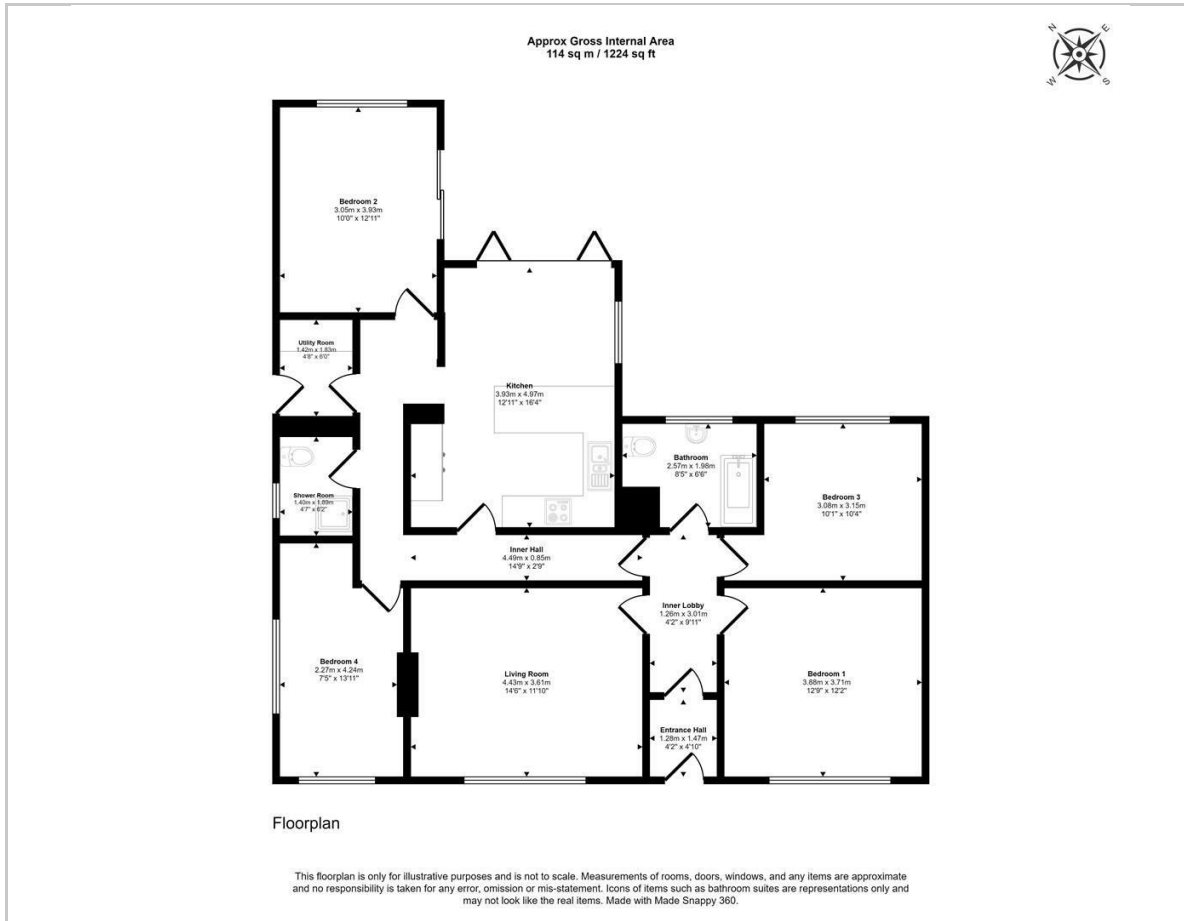 Approx Gross Internal Area
114 sq m / 1224 sq ft
N
E
W
S
Bedroom 2
3.05m x 3.93m
10'0" x 12'11"
Utility Room
1.42m x 1.83m
4'8" x 6'0"
Kitchen
3.93m x 4.97m
12'11" x 16'4"
Bathroom
2.57m x 1.98m
8'5" x 6'6"
Bedroom 3
3.08m x 3.15m
10'1" x 10'4"
Shower Room
1.40m x 1.89m
4'7" x 6'2"
Inner Hall
4.49m x 0.85m
14'9" x 2'9"
Inner Lobby
1.26m x 3.01m
4'2" x 9'11"
Bedroom 4
2.27m x 4.24m
7'5" x 13'11"
Living Room
4.43m x 3.61m
14'6" x 11'10"
Bedroom 1
3.88m x 3.71m
12'9" x 12'2"
Entrance Hall
1.28m x 1.47m
4'2" x 4'10"
Floorplan
This floorplan is only for illustrative purposes and is not to scale. Measurements of rooms, doors, windows, and any items are approximate
and no responsibility is taken for any error, omission or mis-statement. Icons of items such as bathroom suites are representations only and
may not look like the real items. Made with Made Snappy 360.